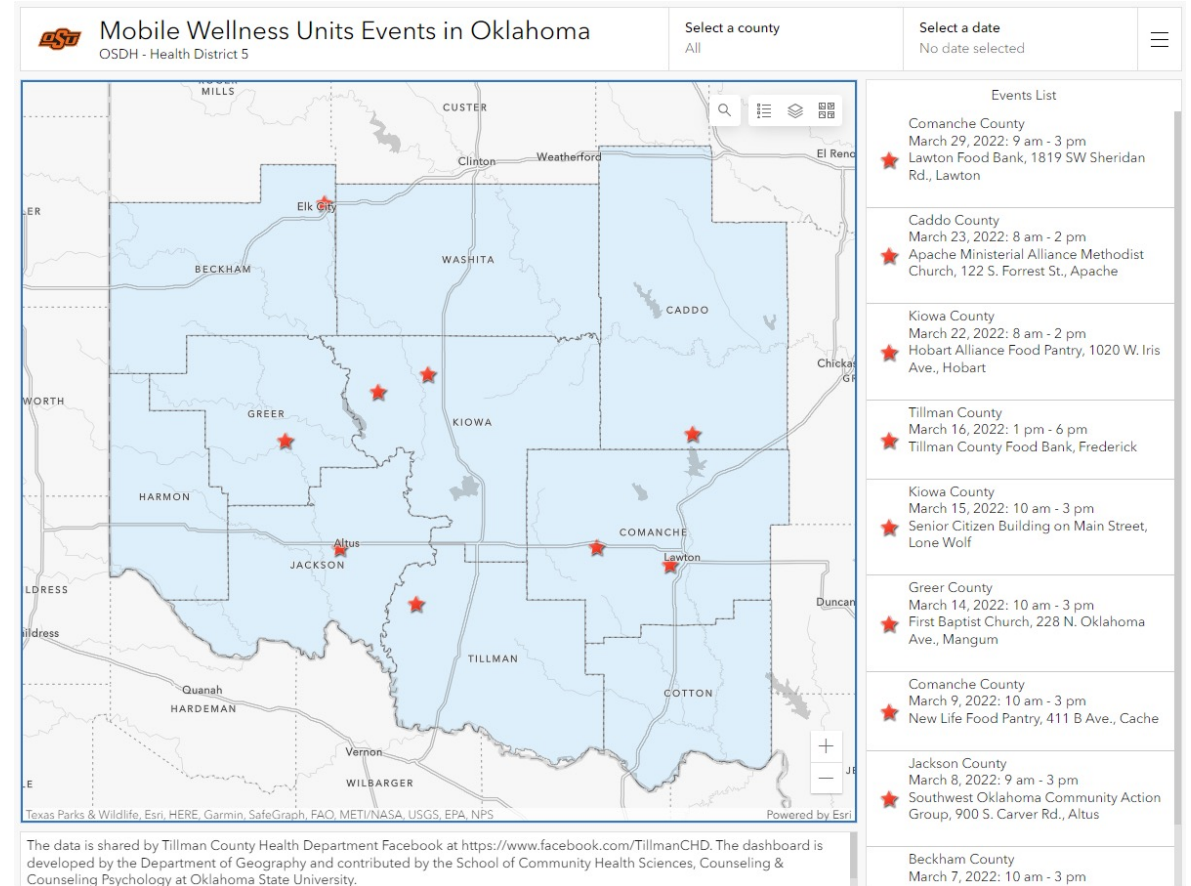 OSU
Mobile Wellness Units Events in Oklahoma
OSDH - Health District 5
Select a county
All
Select a date
No date selected
MILLS
CUSTER
Clinton
Weatherford
El Reno
Elk City
BECKHAM
WASHITA
CADDO
GREER
KIOWA
HARMON
COMANCHE
Altus
JACKSON
Lawton
Duncan
TILLMAN
Quanah
HARDEMAN
COTTON
Vernon
WILBARGER
Texas Parks & Wildlife, Esri, HERE, Garmin, SafeGraph, FAO, METI/NASA, USGS, EPA, NPS
Powered by Esri
Events List
Comanche County
March 29, 2022: 9 am - 3 pm
Lawton Food Bank, 1819 SW Sheridan
Rd., Lawton
Caddo County
March 23, 2022: 8 am - 2 pm
Apache Ministerial Alliance Methodist
Church, 122 S. Forrest St., Apache
Kiowa County
March 22, 2022: 8 am - 2 pm
Hobart Alliance Food Pantry, 1020 W. Iris
Ave., Hobart
Tillman County
March 16, 2022: 1 pm - 6 pm
Tillman County Food Bank, Frederick
Kiowa County
March 15, 2022: 10 am - 3 pm
Senior Citizen Building on Main Street,
Lone Wolf
Greer County
March 14, 2022: 10 am - 3 pm
First Baptist Church, 228 N. Oklahoma
Ave., Mangum
Comanche County
March 9, 2022: 10 am - 3 pm
New Life Food Pantry, 411 B Ave., Cache
Jackson County
March 8, 2022: 9 am - 3 pm
Southwest Oklahoma Community Action
Group, 900 S. Carver Rd., Altus
Beckham County
March 7, 2022: 10 am - 3 pm
The data is shared by Tillman County Health Department Facebook at https://www.facebook.com/TillmanCHD. The dashboard is
developed by the Department of Geography and contributed by the School of Community Health Sciences, Counseling &
Counseling Psychology at Oklahoma State University.